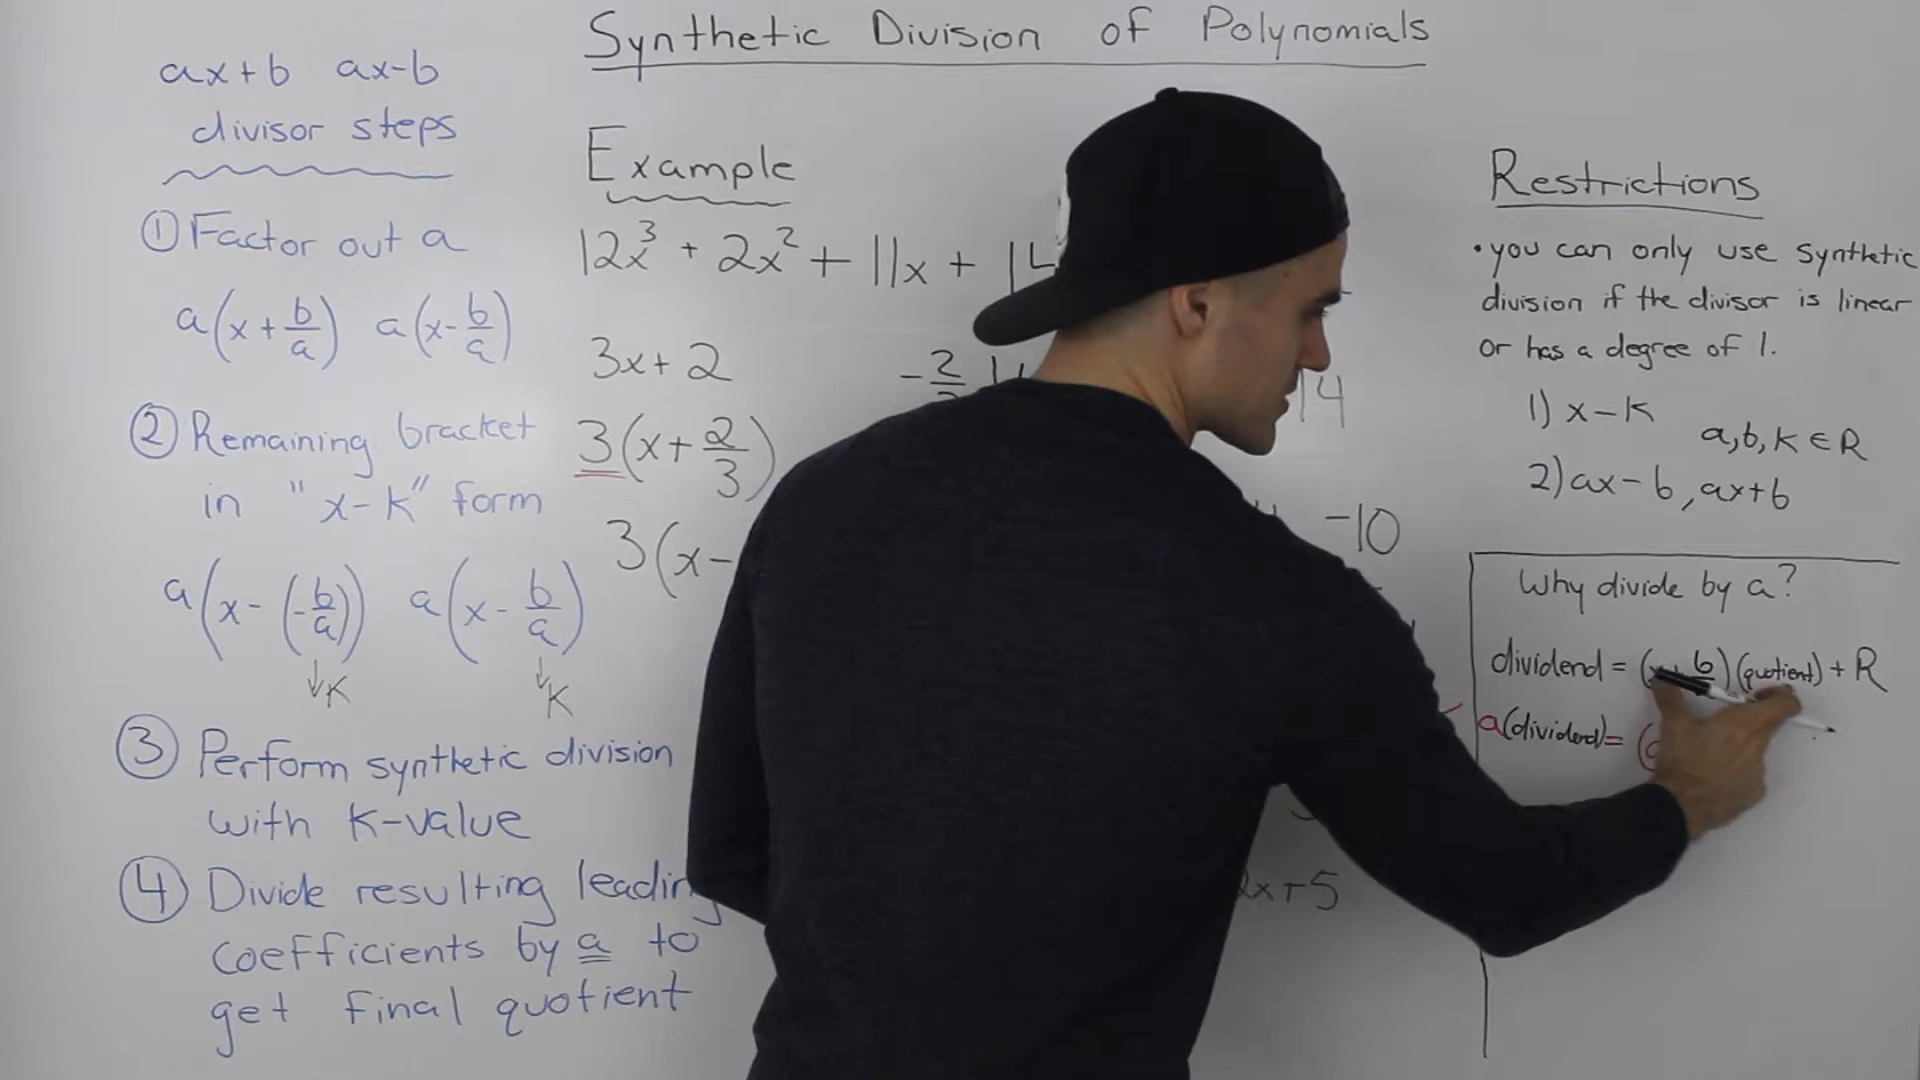 Synthetic Division of Polynomials
ax+b ax-b
divisor steps
① Factor out a
a(x+b/a) a(x-b/a)
② Remaining bracket
in "x-K" form
a(x-(-b/a)) a(x-b/a)
↓K ↓K
③ Perform synthetic division
with K-value
④ Divide resulting
coefficients by a to
get final quotient
Example
12x³ + 2x² + 11x + 14
3x+2
3(x+2/3)
3(x-
14
-10
2x+5
Restrictions
•you can only use synthetic
division if the divisor is linear
or has a degree of 1.
1) x-K
a,b,K∈R
2) ax-b, ax+b
Why divide by a?
dividend = ( b )(quotient) + R
a(dividend) = (